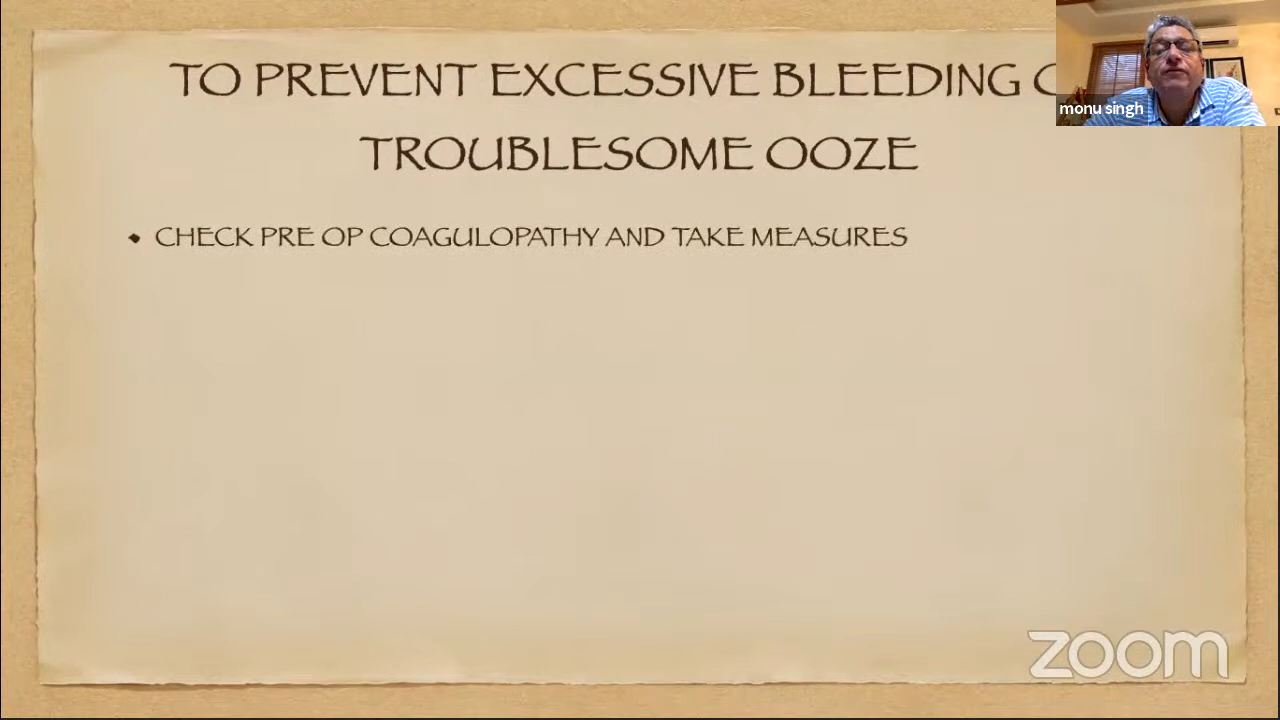 TO PREVENT EXCESSIVE BLEEDING
TROUBLESOME OOZE
CHECK PRE OP COAGULOPATHY AND TAKE MEASURES
monu singh
zoom